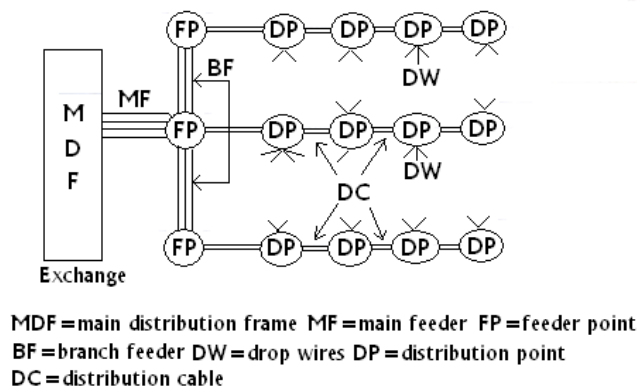 FP DP DP DP DP
BF DW
M D F MF FP DP DP DP DP
DW
DC
FP DP DP DP DP
Exchange
MDF=main distribution frame MF=main feeder FP=feeder point
BF=branch feeder DW=drop wires DP=distribution point
DC=distribution cable